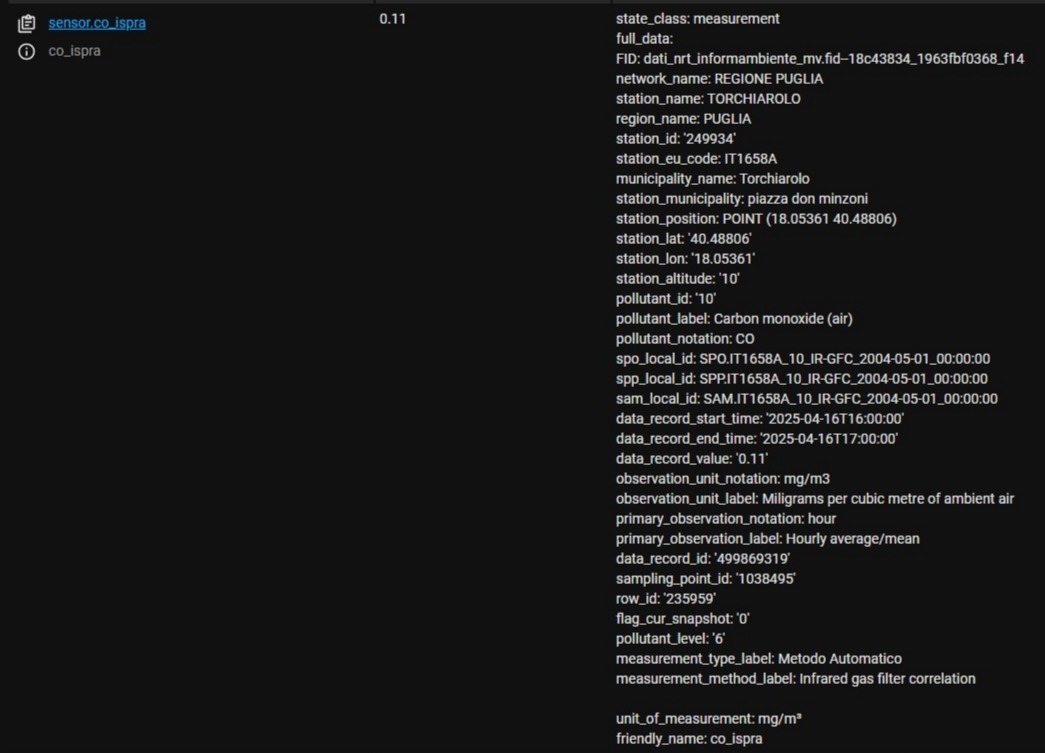 sensor.co_ispra
co_ispra
0.11
state_class: measurement
full_data:
FID: dati_nrt_informambiente_mv.fid--18c43834_1963fbf0368_f14
network_name: REGIONE PUGLIA
station_name: TORCHIAROLO
region_name: PUGLIA
station_id: '249934'
station_eu_code: IT1658A
municipality_name: Torchiarolo
station_municipality: piazza don minzoni
station_position: POINT (18.05361 40.48806)
station_lat: '40.48806'
station_lon: '18.05361'
station_altitude: '10'
pollutant_id: '10'
pollutant_label: Carbon monoxide (air)
pollutant_notation: CO
spo_local_id: SPO.IT1658A_10_IR-GFC_2004-05-01_00:00:00
spp_local_id: SPP.IT1658A_10_IR-GFC_2004-05-01_00:00:00
sam_local_id: SAM.IT1658A_10_IR-GFC_2004-05-01_00:00:00
data_record_start_time: '2025-04-16T16:00:00'
data_record_end_time: '2025-04-16T17:00:00'
data_record_value: '0.11'
observation_unit_notation: mg/m3
observation_unit_label: Miligrams per cubic metre of ambient air
primary_observation_notation: hour
primary_observation_label: Hourly average/mean
data_record_id: '499869319'
sampling_point_id: '1038495'
row_id: '235959'
flag_cur_snapshot: '0'
pollutant_level: '6'
measurement_type_label: Metodo Automatico
measurement_method_label: Infrared gas filter correlation
unit_of_measurement: mg/m³
friendly_name: co_ispra